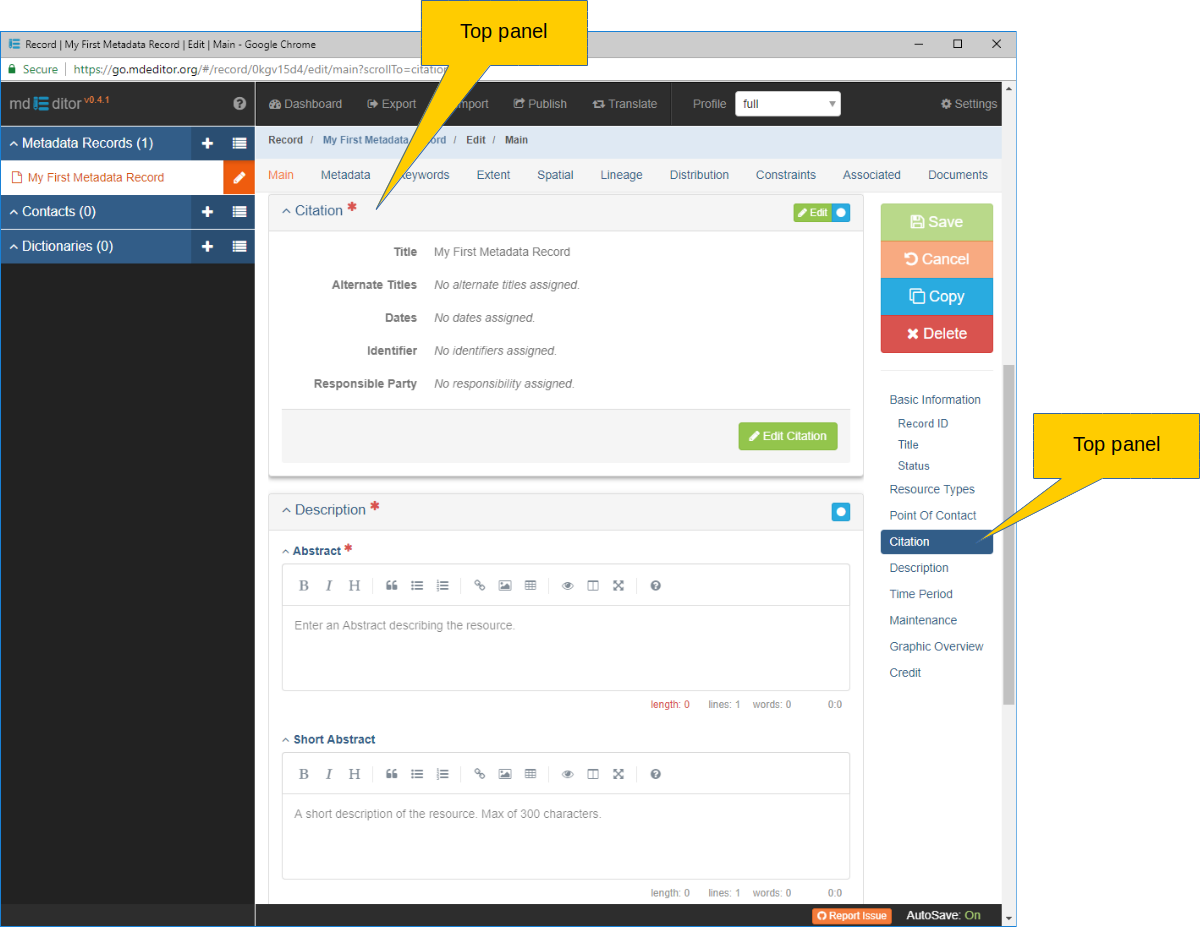 Top panel
Record | My First Metadata Record | Edit | Main - Google Chrome
Secure https://go.mdeditor.org/#/record/0kgv15d4/edit/main?scrollTo=citation
md Editor v0.4.1
Dashboard Export Import Publish Translate Profile full Settings
Metadata Records (1)
Record / My First Metadata Record / Edit / Main
My First Metadata Record
Main Metadata Keywords Extent Spatial Lineage Distribution Constraints Associated Documents
Contacts (0)
Dictionaries (0)
Citation *
Edit
Title My First Metadata Record
Alternate Titles No alternate titles assigned.
Dates No dates assigned.
Identifier No identifiers assigned.
Responsible Party No responsibility assigned.
Edit Citation
Save
Cancel
Copy
Delete
Basic Information
Record ID
Title
Status
Resource Types
Point Of Contact
Citation
Description
Time Period
Maintenance
Graphic Overview
Credit
Top panel
Description *
Abstract *
B I H
Enter an Abstract describing the resource.
length: 0 lines: 1 words: 0 0:0
Short Abstract
B I H
A short description of the resource. Max of 300 characters.
length: 0 lines: 1 words: 0 0:0
Report Issue AutoSave: On